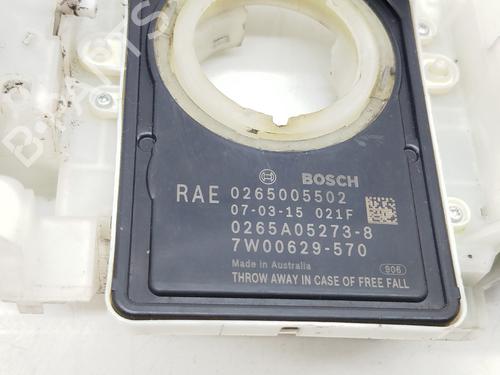 BOSCH
RAE 0265005502
07-03-15 021F
0265A05273-8
7W00629-570
Made in Australia
906
THROW AWAY IN CASE OF FREE FALL
B-PARTS